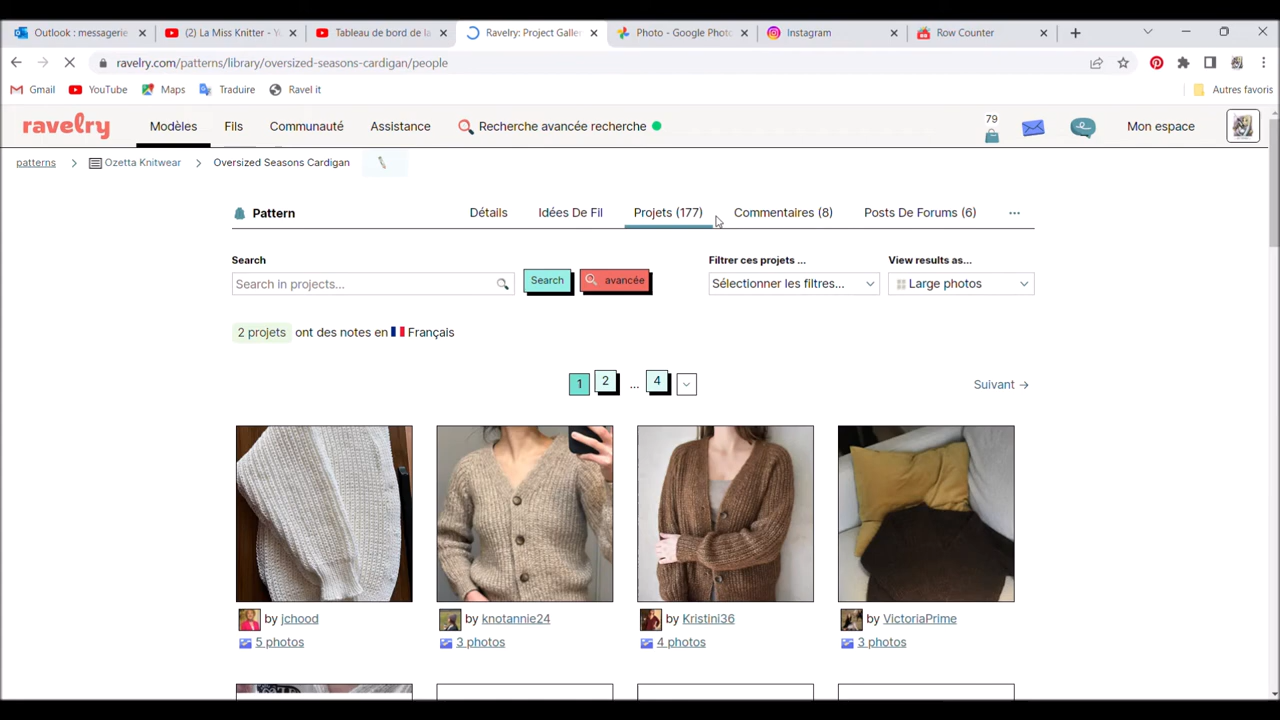 Outlook : messagerie
(2) La Miss Knitter - Yo
Tableau de bord de la
Ravelry: Project Galler
Photo - Google Photo
Instagram
Row Counter
ravelry.com/patterns/library/oversized-seasons-cardigan/people
Gmail
YouTube
Maps
Traduire
Ravel it
Autres favoris
ravelry
Modèles
Fils
Communauté
Assistance
Recherche avancée recherche
79
Mon espace
patterns
Ozetta Knitwear
Oversized Seasons Cardigan
Pattern
Détails
Idées De Fil
Projets (177)
Commentaires (8)
Posts De Forums (6)
Search
Filtrer ces projets ...
View results as...
Search in projects...
Search
avancée
Sélectionner les filtres...
Large photos
2 projets ont des notes en Français
1 2 ... 4
Suivant →
by jchood
by knotannie24
by Kristini36
by VictoriaPrime
5 photos
3 photos
4 photos
3 photos